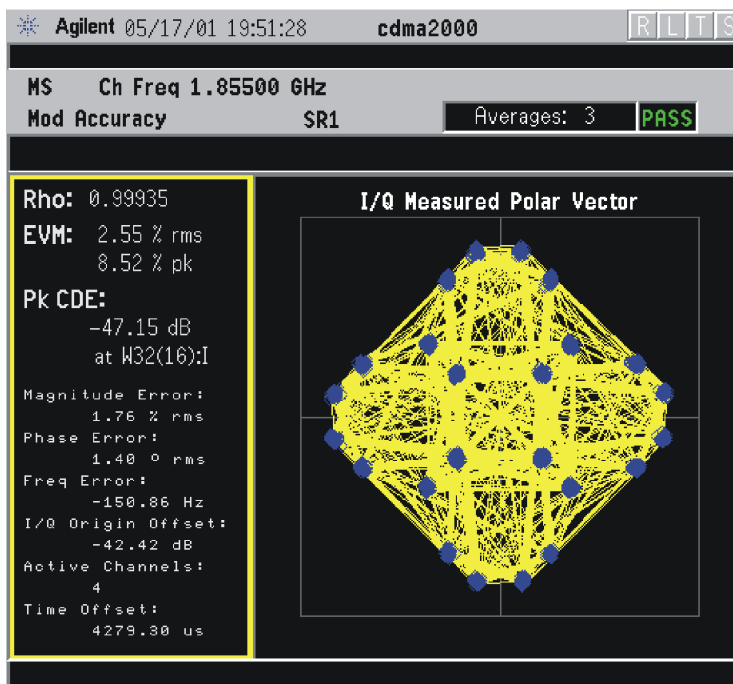 Agilent 05/17/01 19:51:28 cdma2000 R L T S
MS Ch Freq 1.85500 GHz
Mod Accuracy SR1 Averages: 3 PASS
Rho: 0.99935
EVM: 2.55 % rms
8.52 % pk
Pk CDE:
-47.15 dB
at W32(16):I
Magnitude Error:
1.76 % rms
Phase Error:
1.40 º rms
Freq Error:
-150.86 Hz
I/Q Origin Offset:
-42.42 dB
Active Channels:
4
Time Offset:
4279.30 us
I/Q Measured Polar Vector